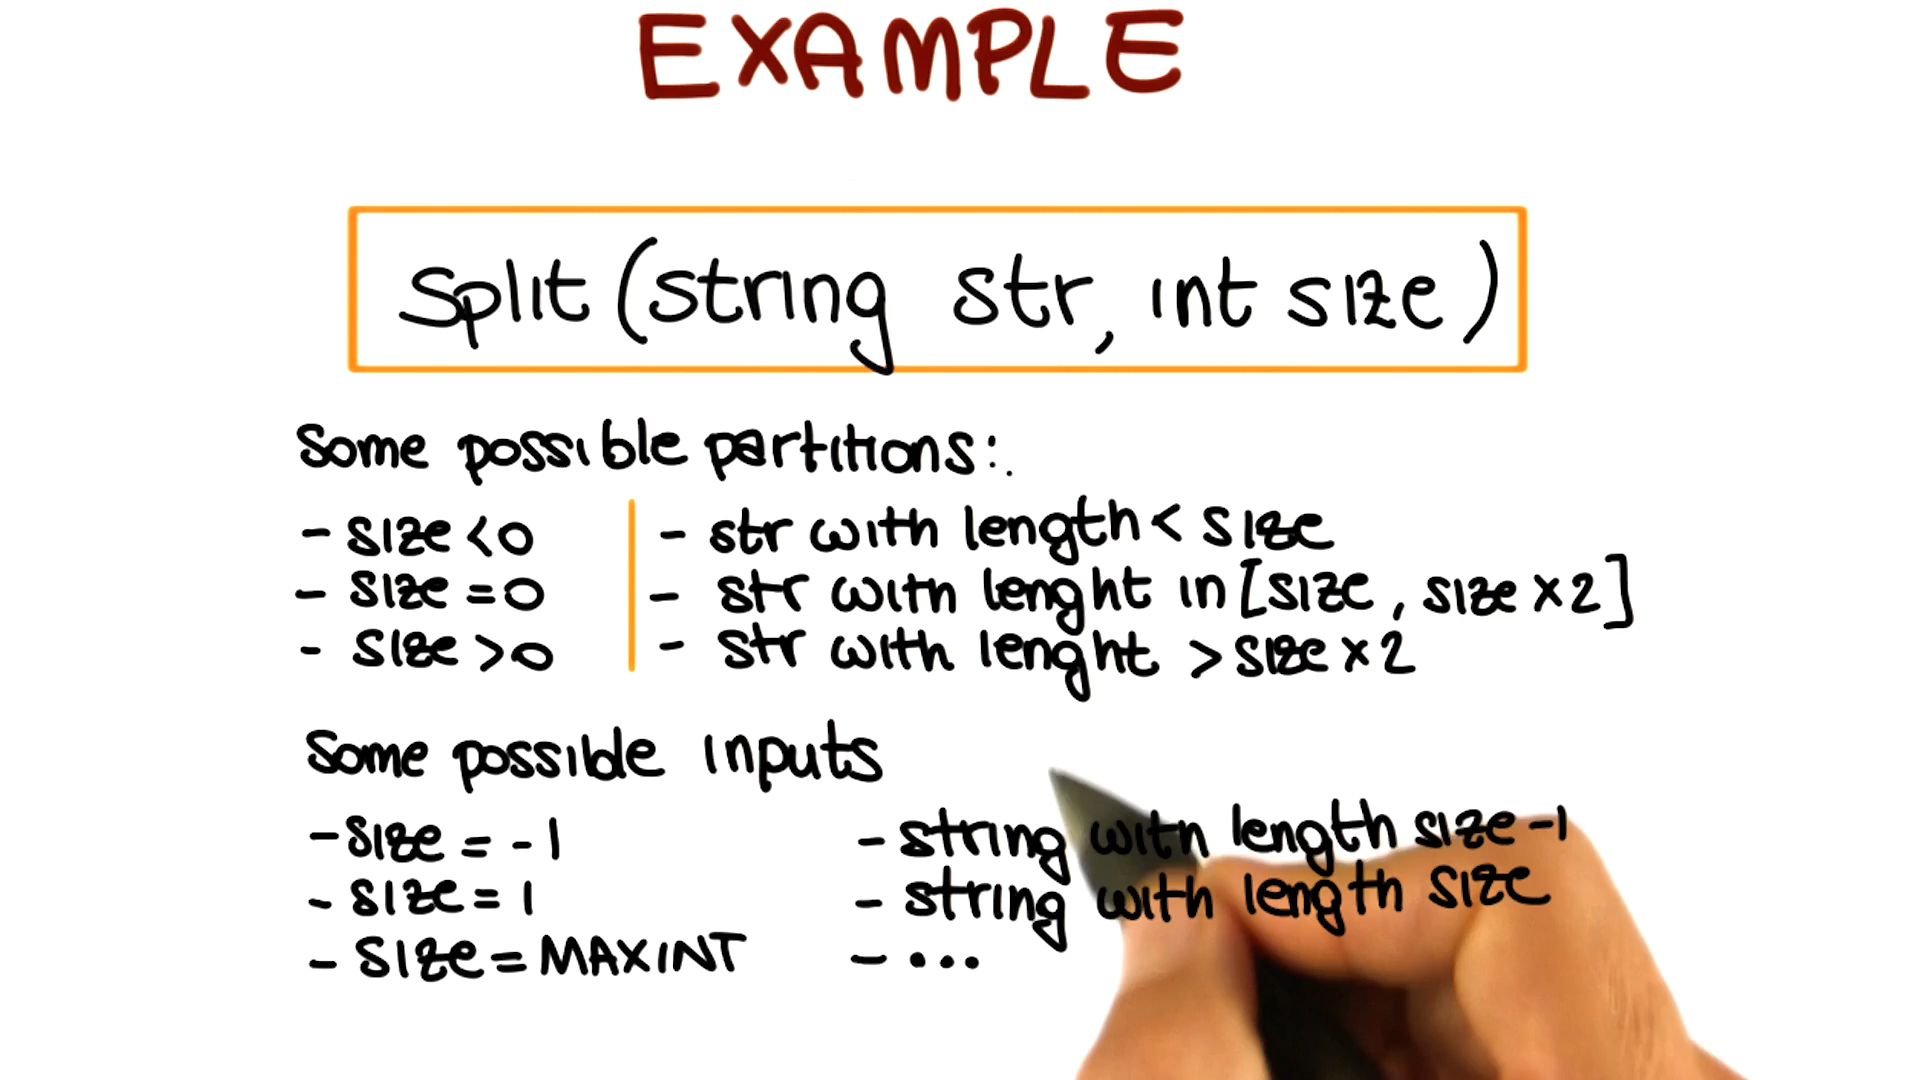 EXAMPLE
Split (string str, int size)
Some possible partitions:
- size < 0
- size = 0
- size > 0
- str with length < size
- str with lenght in [size, size x 2]
- str with lenght > size x 2
Some possible inputs
- size = -1
- size = 1
- size = MAXINT
- string with length size -1
- string with length size
- ...